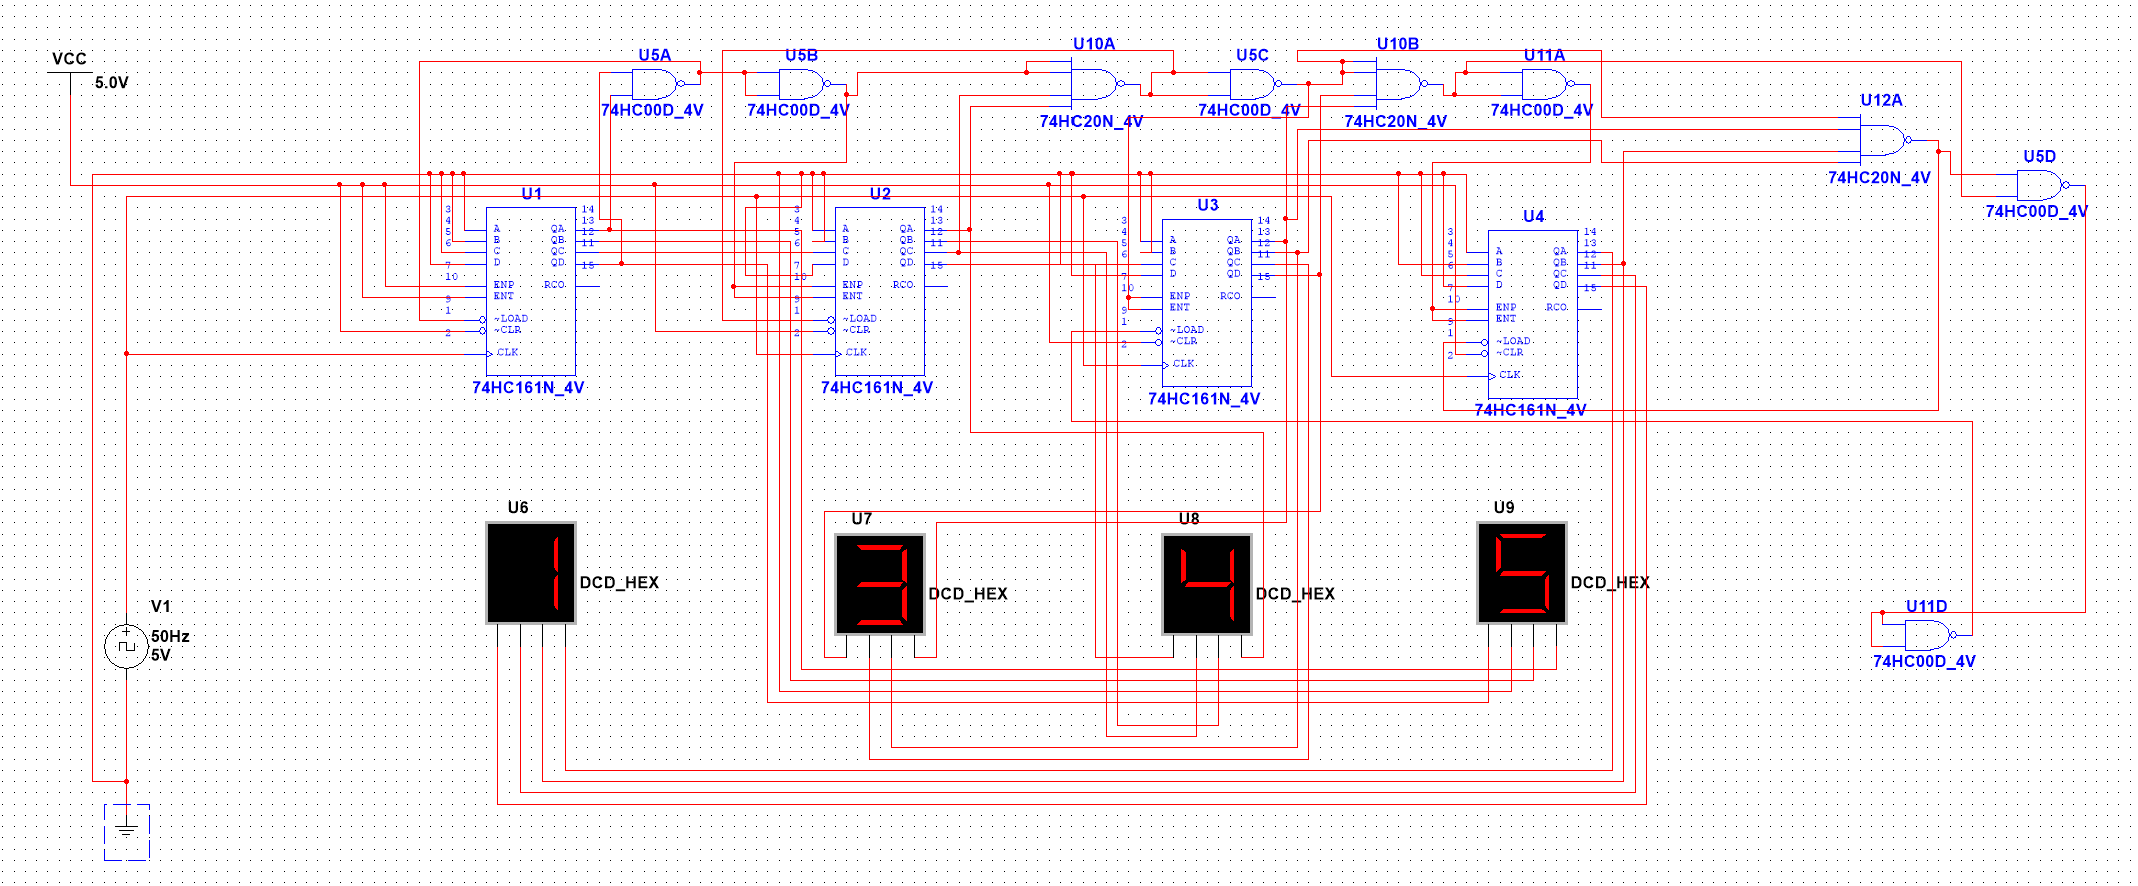 VCC
5.0V
U5A
74HC00D_4V
U5B
74HC00D_4V
U10A
74HC20N_4V
U5C
74HC00D_4V
U10B
74HC20N_4V
U11A
74HC00D_4V
U12A
74HC20N_4V
U5D
74HC00D_4V
U1
3 14
4 13
5 A QA 12
6 B QB 11
C QC
7 D QD 15
10 ENP RCO
9 ENT
1 ~LOAD
2 ~CLR
CLK
74HC161N_4V
U2
3 14
4 13
5 A QA 12
6 B QB 11
C QC
7 D QD 15
10 ENP RCO
9 ENT
1 ~LOAD
2 ~CLR
CLK
74HC161N_4V
U3
3 14
4 13
5 A QA 12
6 B QB 11
C QC
7 D QD 15
10 ENP RCO
9 ENT
1 ~LOAD
2 ~CLR
CLK
74HC161N_4V
U4
3 14
4 13
5 A QA 12
6 B QB 11
C QC
7 D QD 15
10 ENP RCO
9 ENT
1 ~LOAD
2 ~CLR
CLK
74HC161N_4V
U6
1
DCD_HEX
U7
3
DCD_HEX
U8
4
DCD_HEX
U9
5
DCD_HEX
V1
50Hz
5V
U11D
74HC00D_4V